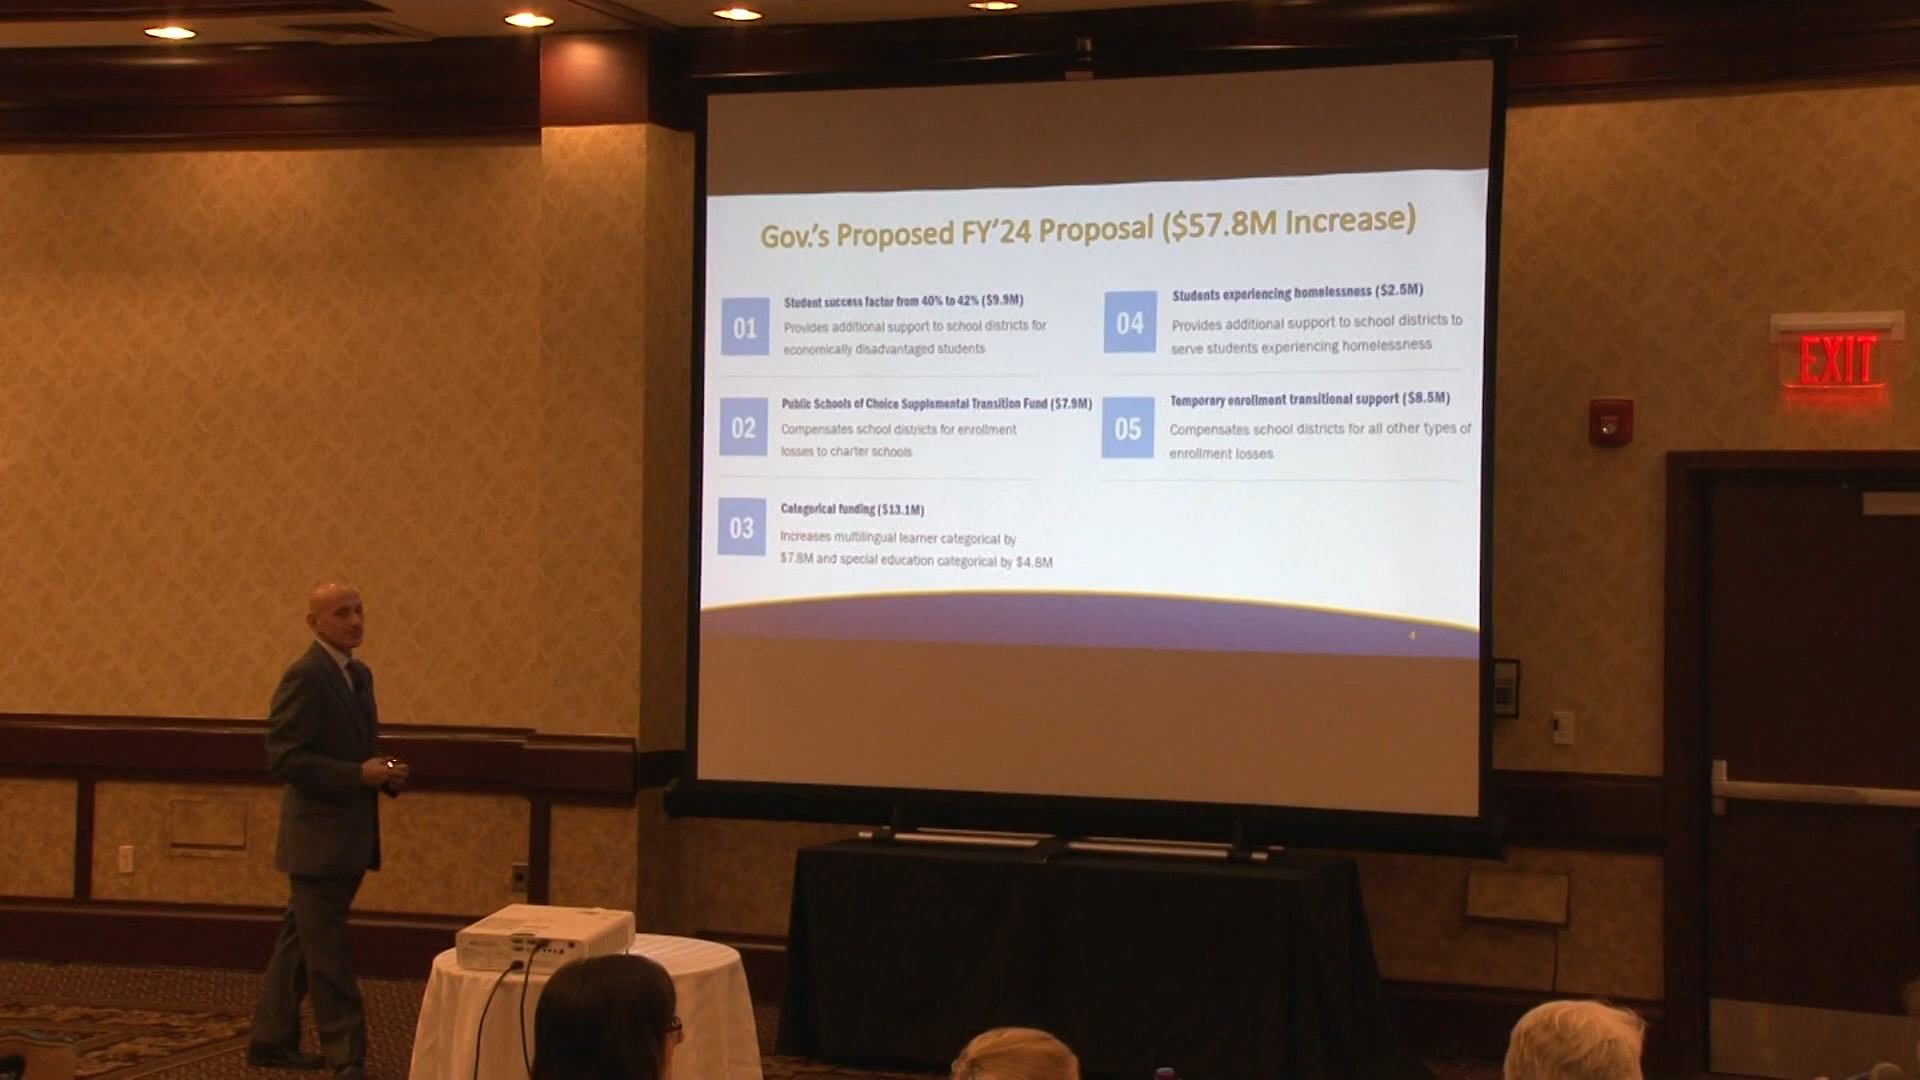 Gov.'s Proposed FY'24 Proposal ($57.8M Increase)
01
Student success factor from 40% to 42% ($9.9M)
Provides additional support to school districts for
economically disadvantaged students
02
Public Schools of Choice Supplemental Transition Fund ($7.9M)
Compensates school districts for enrollment
losses to charter schools
03
Categorical funding ($13.1M)
Increases multilingual learner categorical by
$7.8M and special education categorical by $4.8M
04
Students experiencing homelessness ($2.5M)
Provides additional support to school districts to
serve students experiencing homelessness
05
Temporary enrollment transitional support ($8.5M)
Compensates school districts for all other types of
enrollment losses
4
EXIT